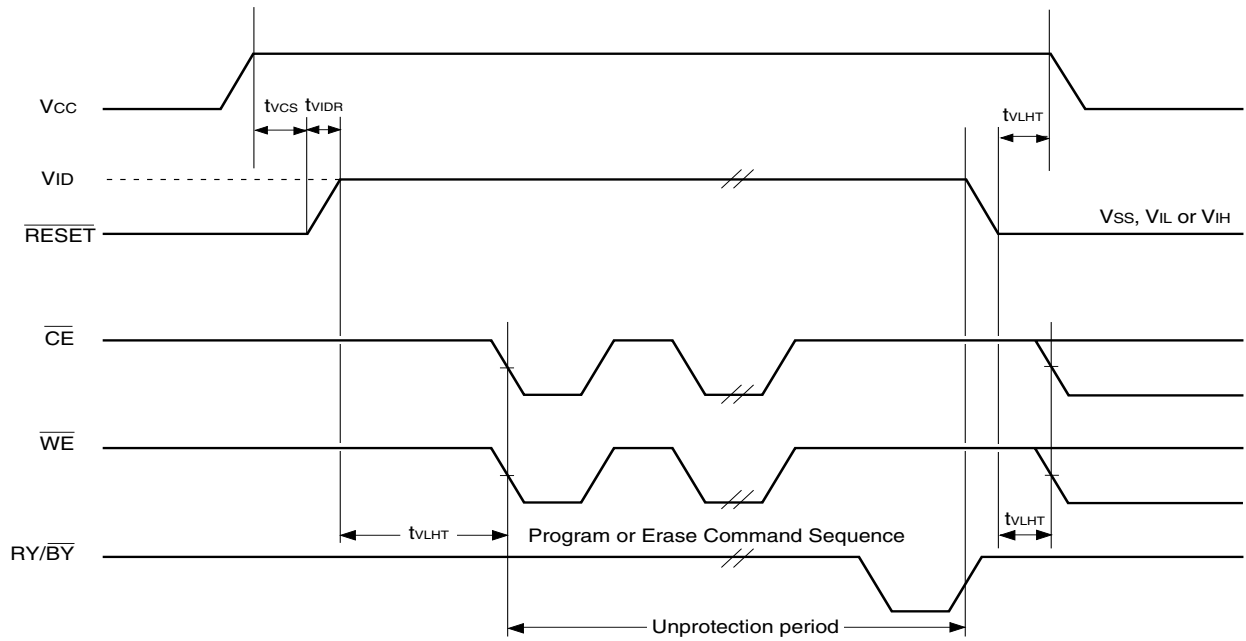 VCC
tVCS
tVIDR
tVLHT
VID
RESET
VSS, VIL or VIH
CE
WE
tVLHT
Program or Erase Command Sequence
tVLHT
RY/BY
Unprotection period